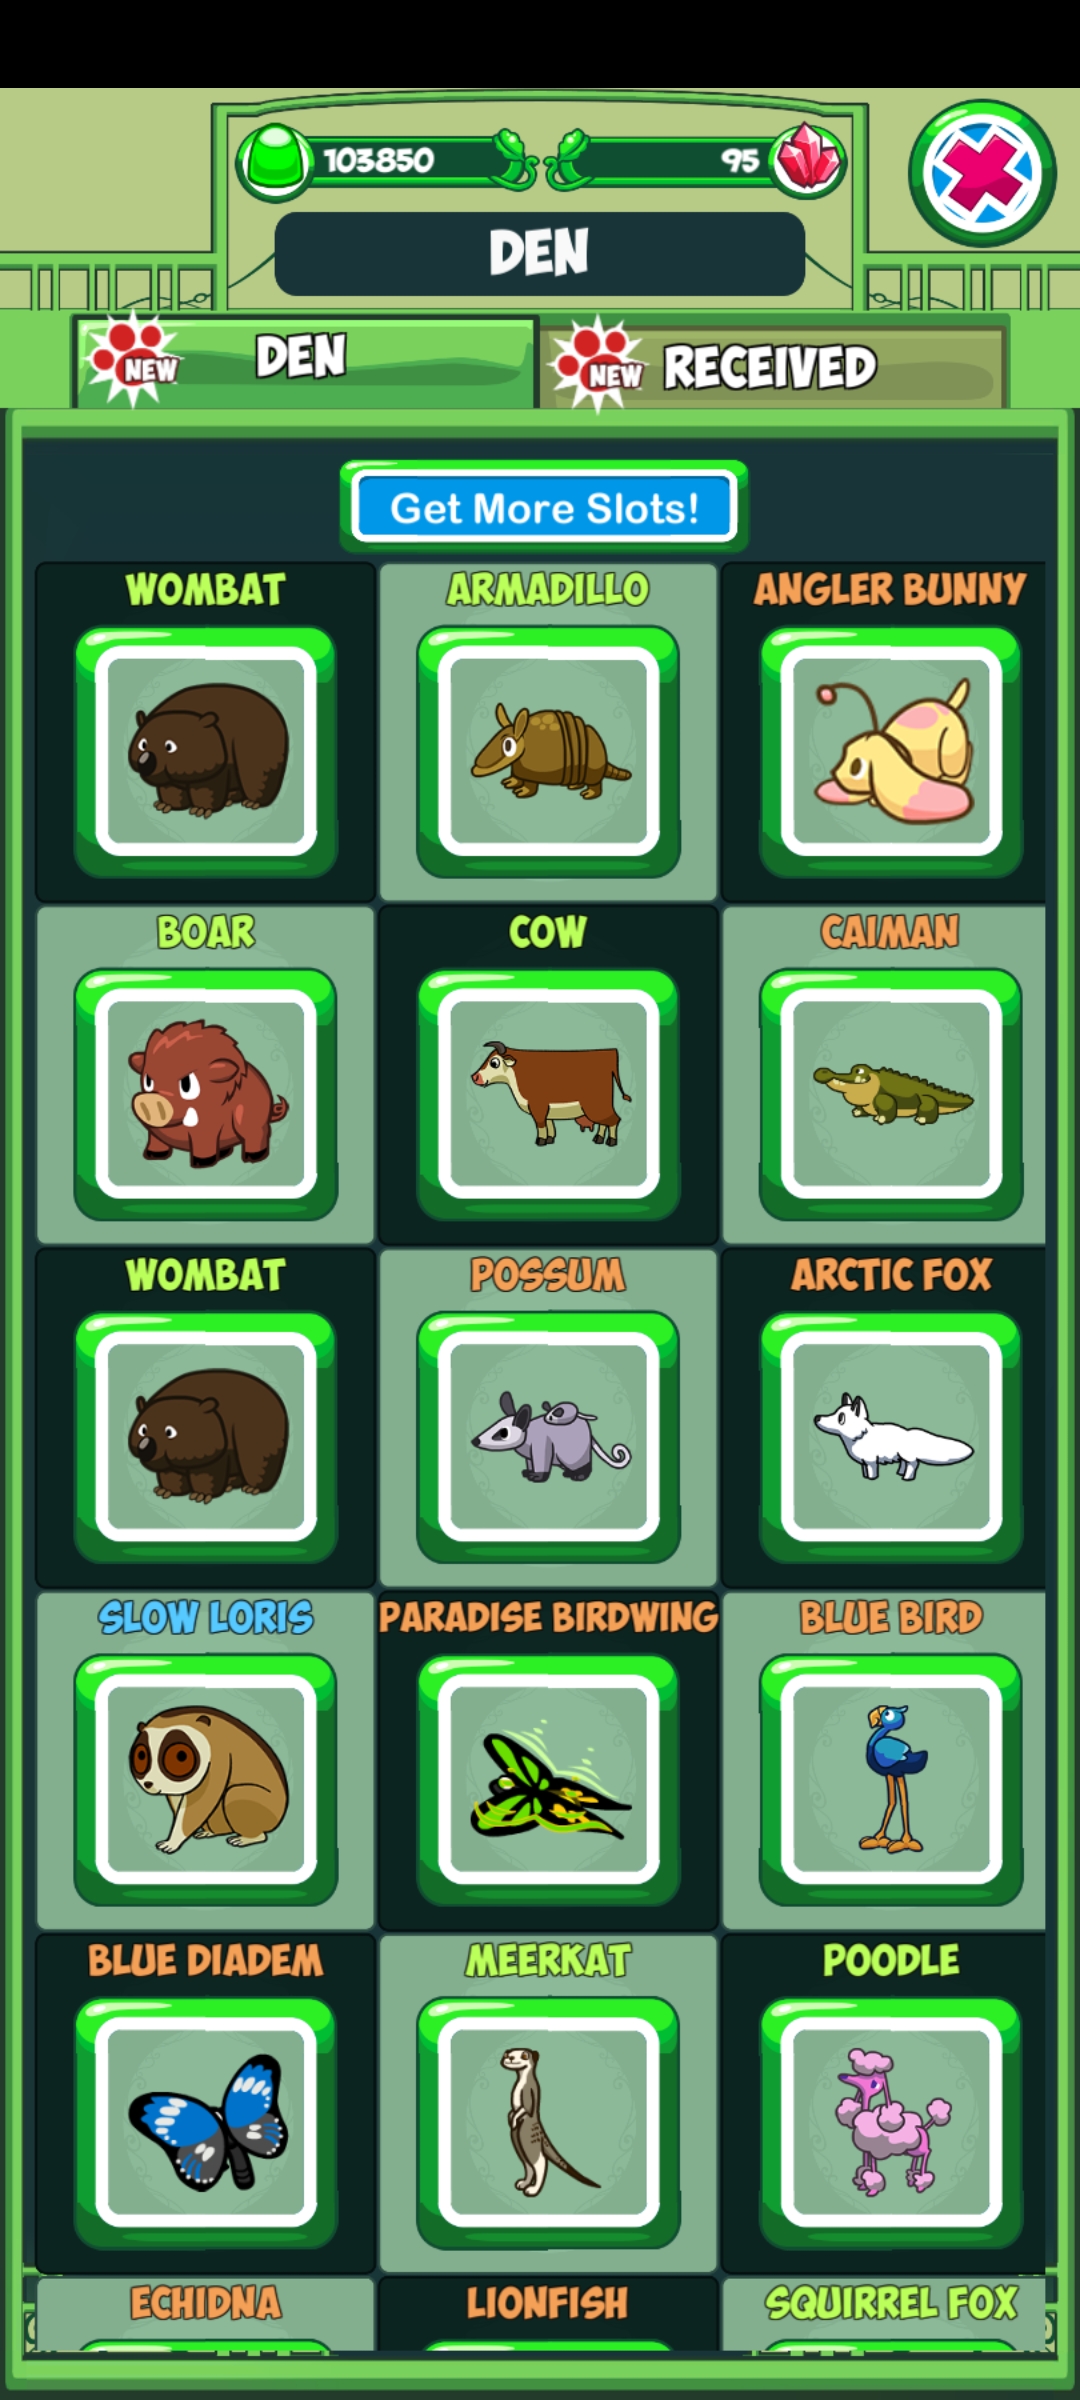 103850
95
DEN
NEW DEN
NEW RECEIVED
Get More Slots!
WOMBAT
ARMADILLO
ANGLER BUNNY
BOAR
COW
CAIMAN
WOMBAT
POSSUM
ARCTIC FOX
SLOW LORIS
PARADISE BIRDWING
BLUE BIRD
BLUE DIADEM
MEERKAT
POODLE
ECHIDNA
LIONFISH
SQUIRREL FOX